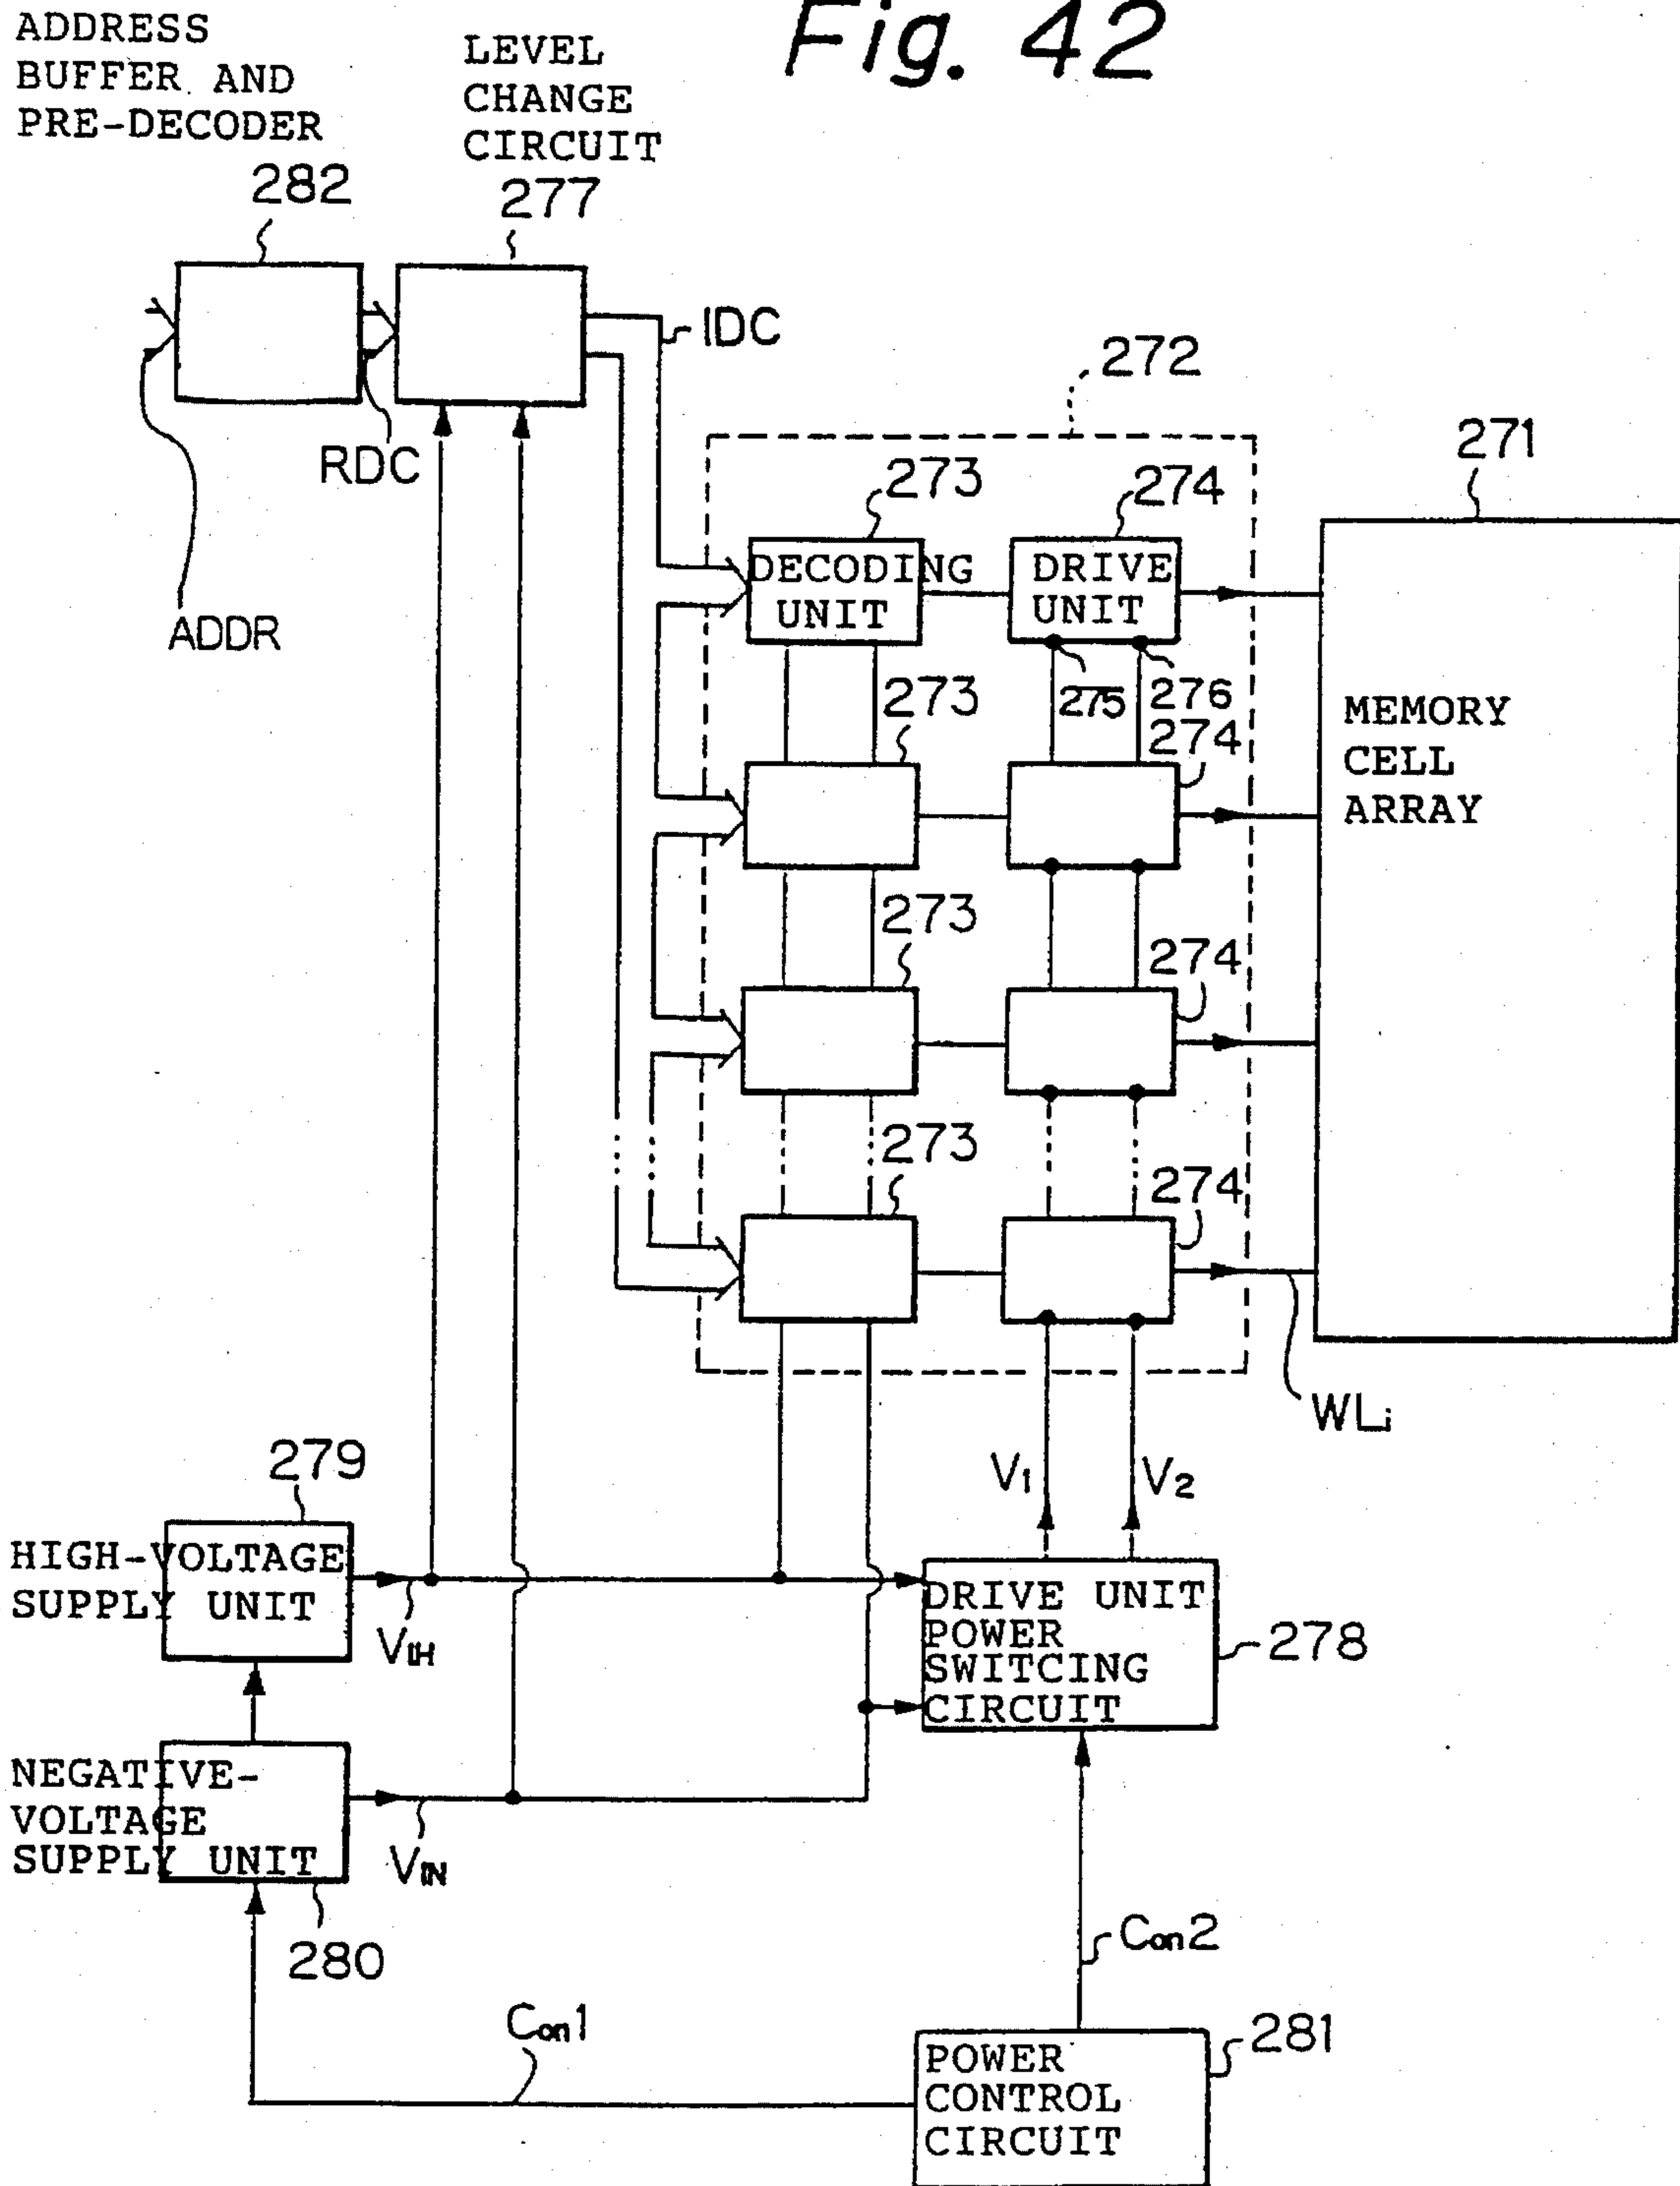 Fig. 42
ADDRESS
BUFFER AND
PRE-DECODER
282
LEVEL
CHANGE
CIRCUIT
277
IDC
RDC
ADDR
272
271
273
274
DECODING
UNIT
DRIVE
UNIT
275
276
273
274
MEMORY
CELL
ARRAY
273
274
273
274
WLi
V1
V2
279
HIGH-VOLTAGE
SUPPLY UNIT
VIH
DRIVE UNIT
POWER
SWITCING
CIRCUIT
278
NEGATIVE-
VOLTAGE
SUPPLY UNIT
VIN
280
Con2
Con1
281
POWER
CONTROL
CIRCUIT